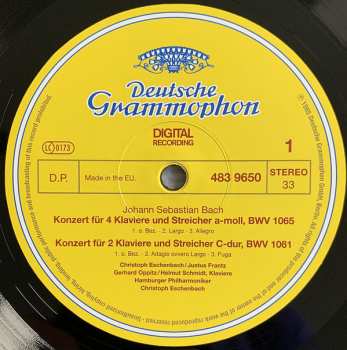 Deutsche
Grammophon
DIGITAL
RECORDING
LC 0173
1
D.P.
Made in the EU.
483 9650
STEREO
33
Johann Sebastian Bach
Konzert für 4 Klaviere und Streicher a-moll, BWV 1065
1. o. Bez. · 2. Largo · 3. Allegro
Konzert für 2 Klaviere und Streicher C-dur, BWV 1061
1. o. Bez. · 2. Adagio ovvero Largo · 3. Fuga
Christoph Eschenbach / Justus Frantz
Gerhard Oppitz / Helmut Schmidt, Klaviere
Hamburger Philharmoniker
Christoph Eschenbach